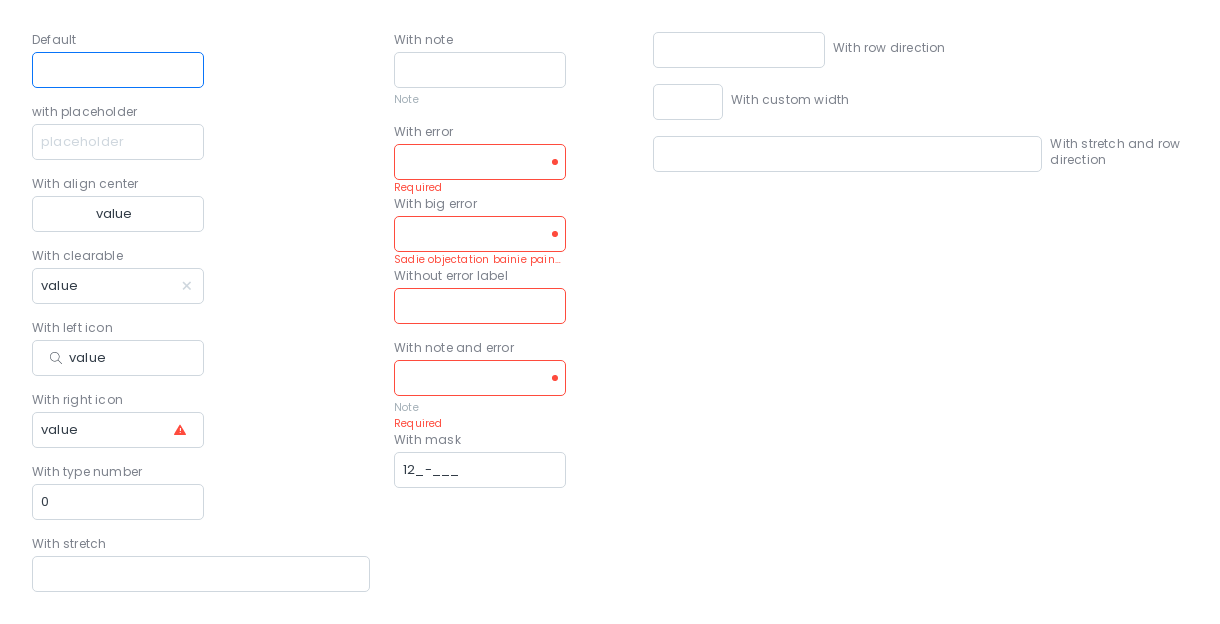 Default
with placeholder
placeholder
With align center
value
With clearable
value
With left icon
value
With right icon
value
With type number
0
With stretch
With note
Note
With error
Required
With big error
Sadie objectation bainie pain...
Without error label
With note and error
Note
Required
With mask
12_-___
With row direction
With custom width
With stretch and row
direction